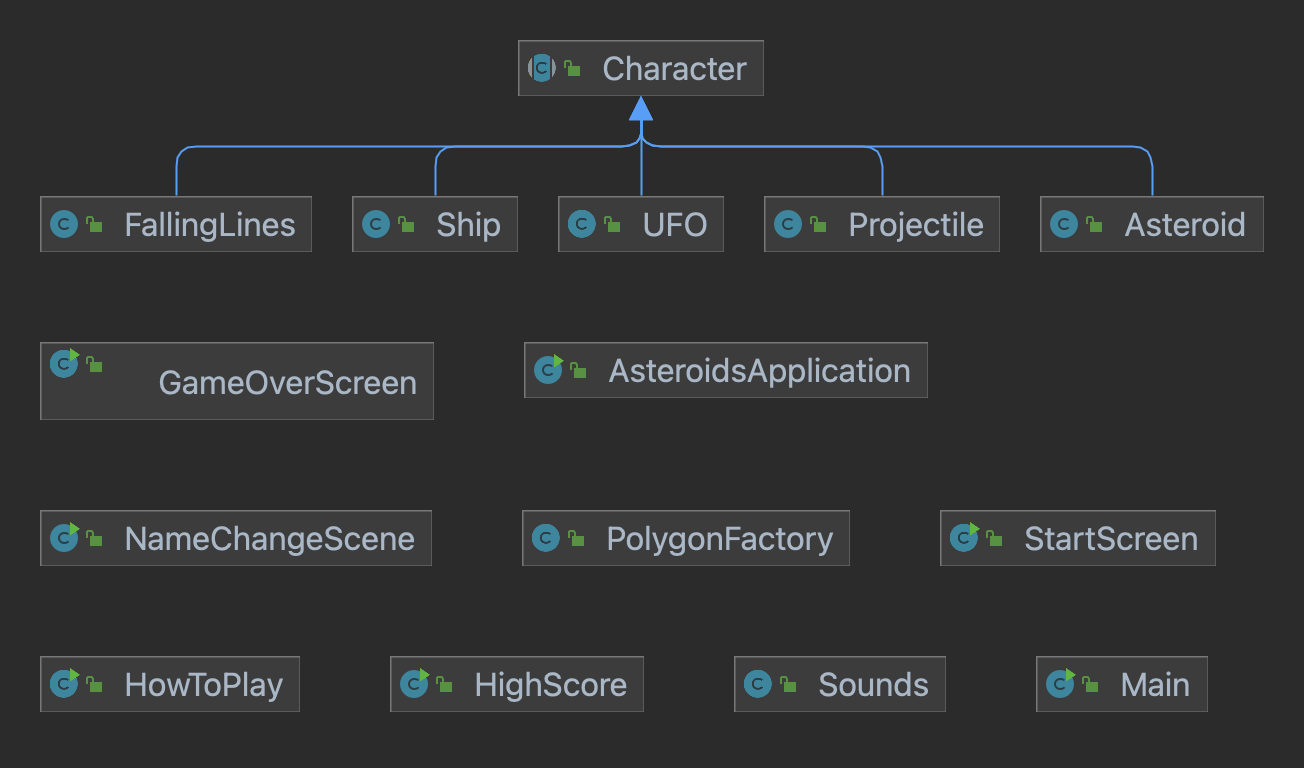 Character
FallingLines
Ship
UFO
Projectile
Asteroid
GameOverScreen
AsteroidsApplication
NameChangeScene
PolygonFactory
StartScreen
HowToPlay
HighScore
Sounds
Main